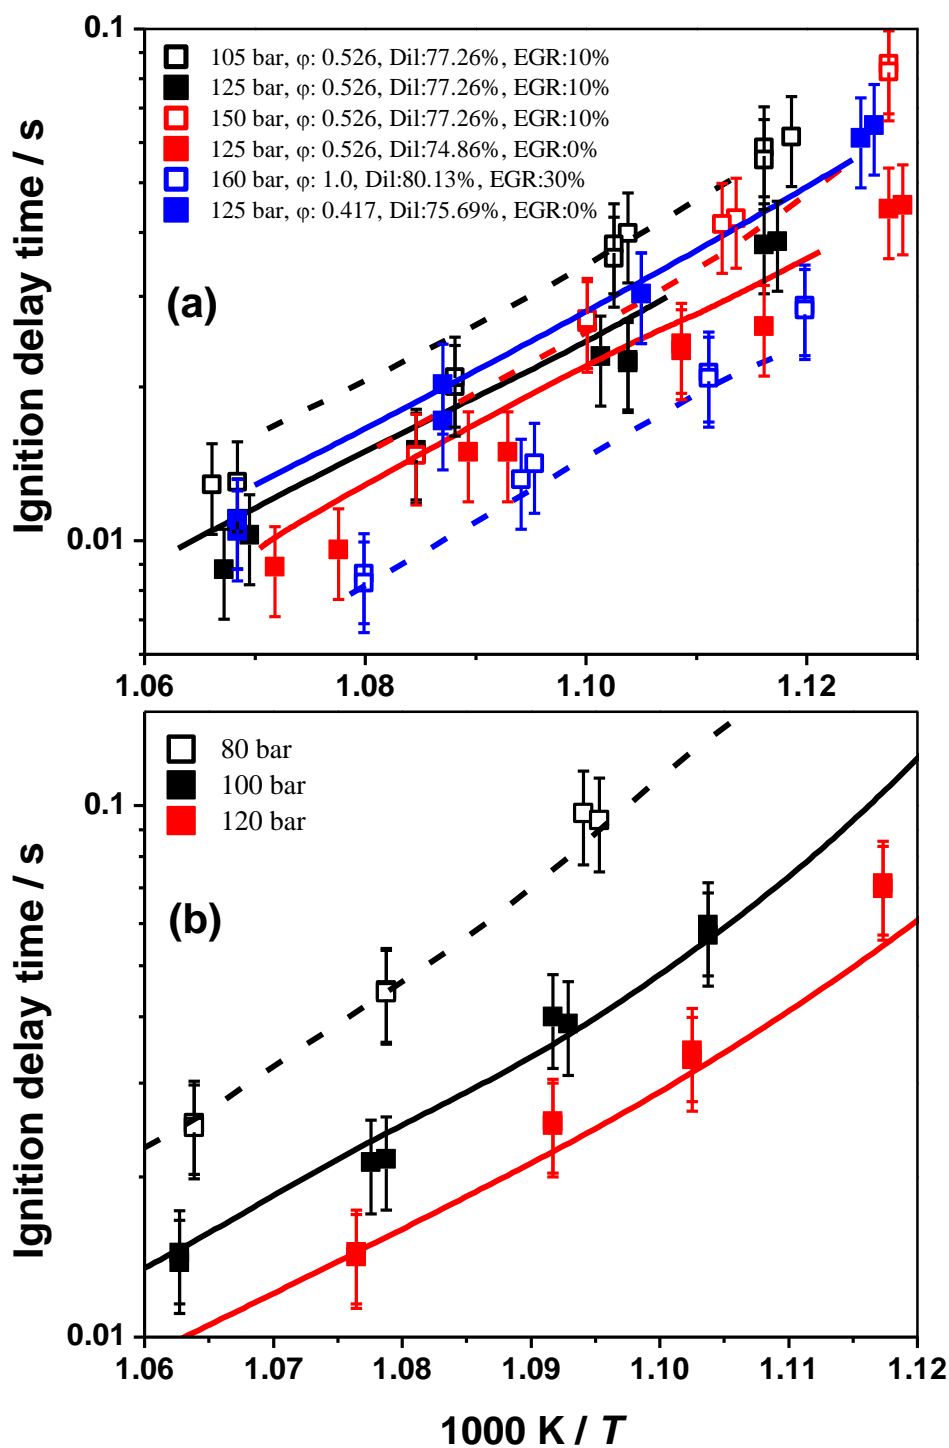 0.1
105 bar, φ: 0.526, Dil:77.26%, EGR:10%
125 bar, φ: 0.526, Dil:77.26%, EGR:10%
150 bar, φ: 0.526, Dil:77.26%, EGR:10%
125 bar, φ: 0.526, Dil:74.86%, EGR:0%
160 bar, φ: 1.0, Dil:80.13%, EGR:30%
125 bar, φ: 0.417, Dil:75.69%, EGR:0%
Ignition delay time / s
(a)
0.01
1.06 1.08 1.10 1.12
80 bar
100 bar
120 bar
0.1
Ignition delay time / s
(b)
0.01
1.06 1.07 1.08 1.09 1.10 1.11 1.12
1000 K / T